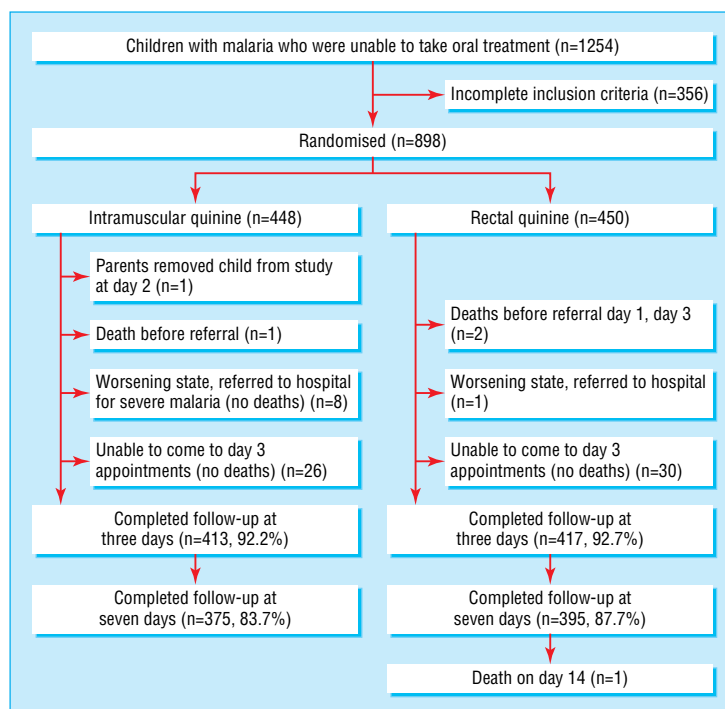 Children with malaria who were unable to take oral treatment (n=1254)
Incomplete inclusion criteria (n=356)
Randomised (n=898)
Intramuscular quinine (n=448)
Parents removed child from study
at day 2 (n=1)
Death before referral (n=1)
Worsening state, referred to hospital
for severe malaria (no deaths) (n=8)
Unable to come to day 3
appointments (no deaths) (n=26)
Completed follow-up at
three days (n=413, 92.2%)
Completed follow-up at
seven days (n=375, 83.7%)
Rectal quinine (n=450)
Deaths before referral day 1, day 3
(n=2)
Worsening state, referred to hospital
(n=1)
Unable to come to day 3
appointments (no deaths) (n=30)
Completed follow-up at
three days (n=417, 92.7%)
Completed follow-up at
seven days (n=395, 87.7%)
Death on day 14 (n=1)